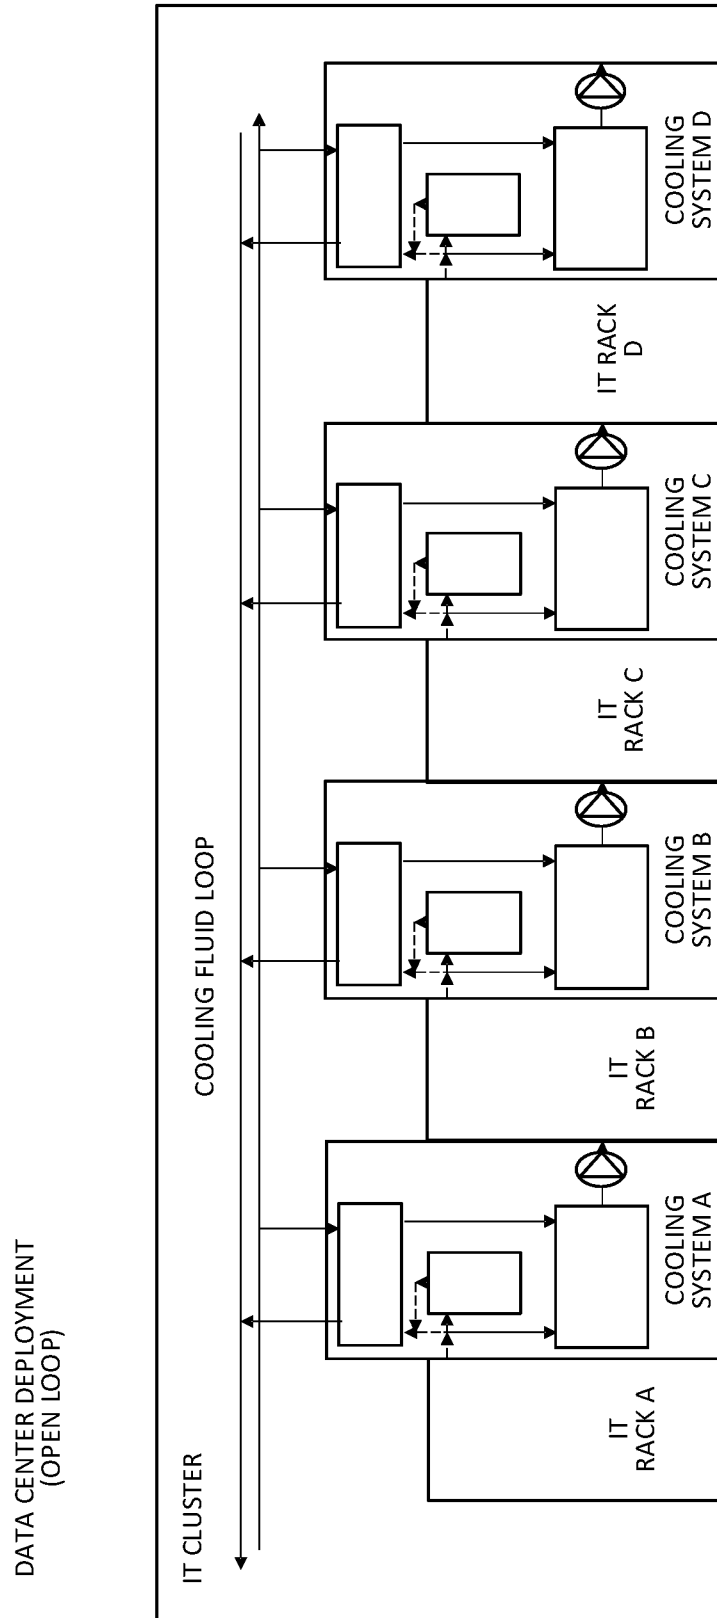 DATA CENTER DEPLOYMENT
(OPEN LOOP)
IT CLUSTER
COOLING FLUID LOOP
IT
RACK A
COOLING
SYSTEM A
IT
RACK B
COOLING
SYSTEM B
IT
RACK C
COOLING
SYSTEM C
IT RACK
D
COOLING
SYSTEM D